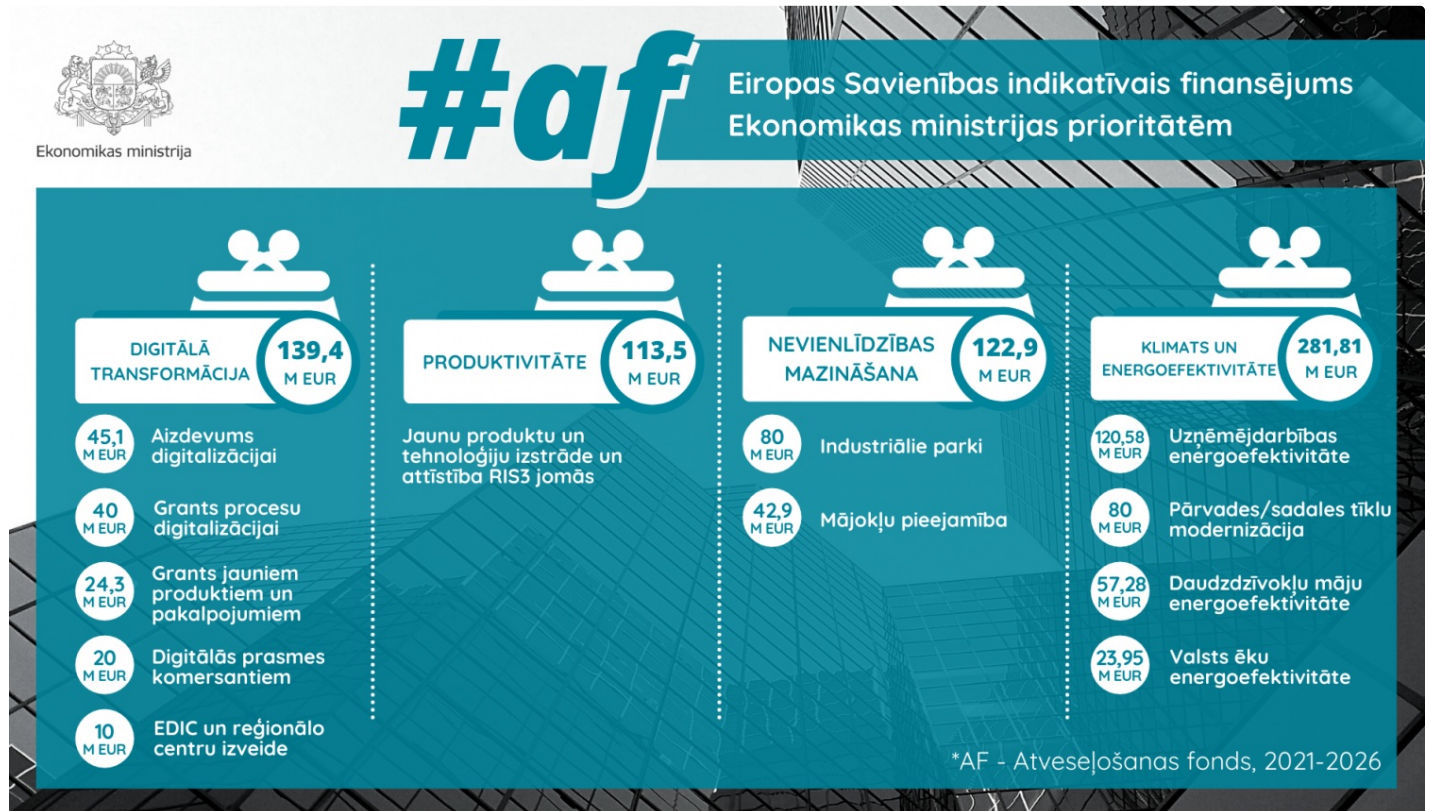 Ekonomikas ministrija
#af
Eiropas Savienības indikatīvais finansējums
Ekonomikas ministrijas prioritātēm
DIGITĀLĀ
TRANSFORMĀCIJA
139,4
M EUR
45,1
M EUR
Aizdevums
digitalizācijai
40
M EUR
Grants procesu
digitalizācijai
24,3
M EUR
Grants jauniem
produktiem un
pakalpojumiem
20
M EUR
Digitālās prasmes
komersantiem
10
M EUR
EDIC un reģionālo
centru izveide
PRODUKTIVITĀTE
113,5
M EUR
Jaunu produktu un
tehnoloģiju izstrāde un
attīstība RIS3 jomās
NEVIENLĪDZĪBAS
MAZINĀŠANA
122,9
M EUR
80
M EUR
Industriālie parki
42,9
M EUR
Mājokļu pieejamība
KLIMATS UN
ENERGOEFEKTIVITĀTE
281,81
M EUR
120,58
M EUR
Uzņēmējdarbības
energoefektivitāte
80
M EUR
Pārvades/sadales tīklu
modernizācija
57,28
M EUR
Daudzdzīvokļu māju
energoefektivitāte
23,95
M EUR
Valsts ēku
energoefektivitāte
*AF - Atveseļošanas fonds, 2021-2026